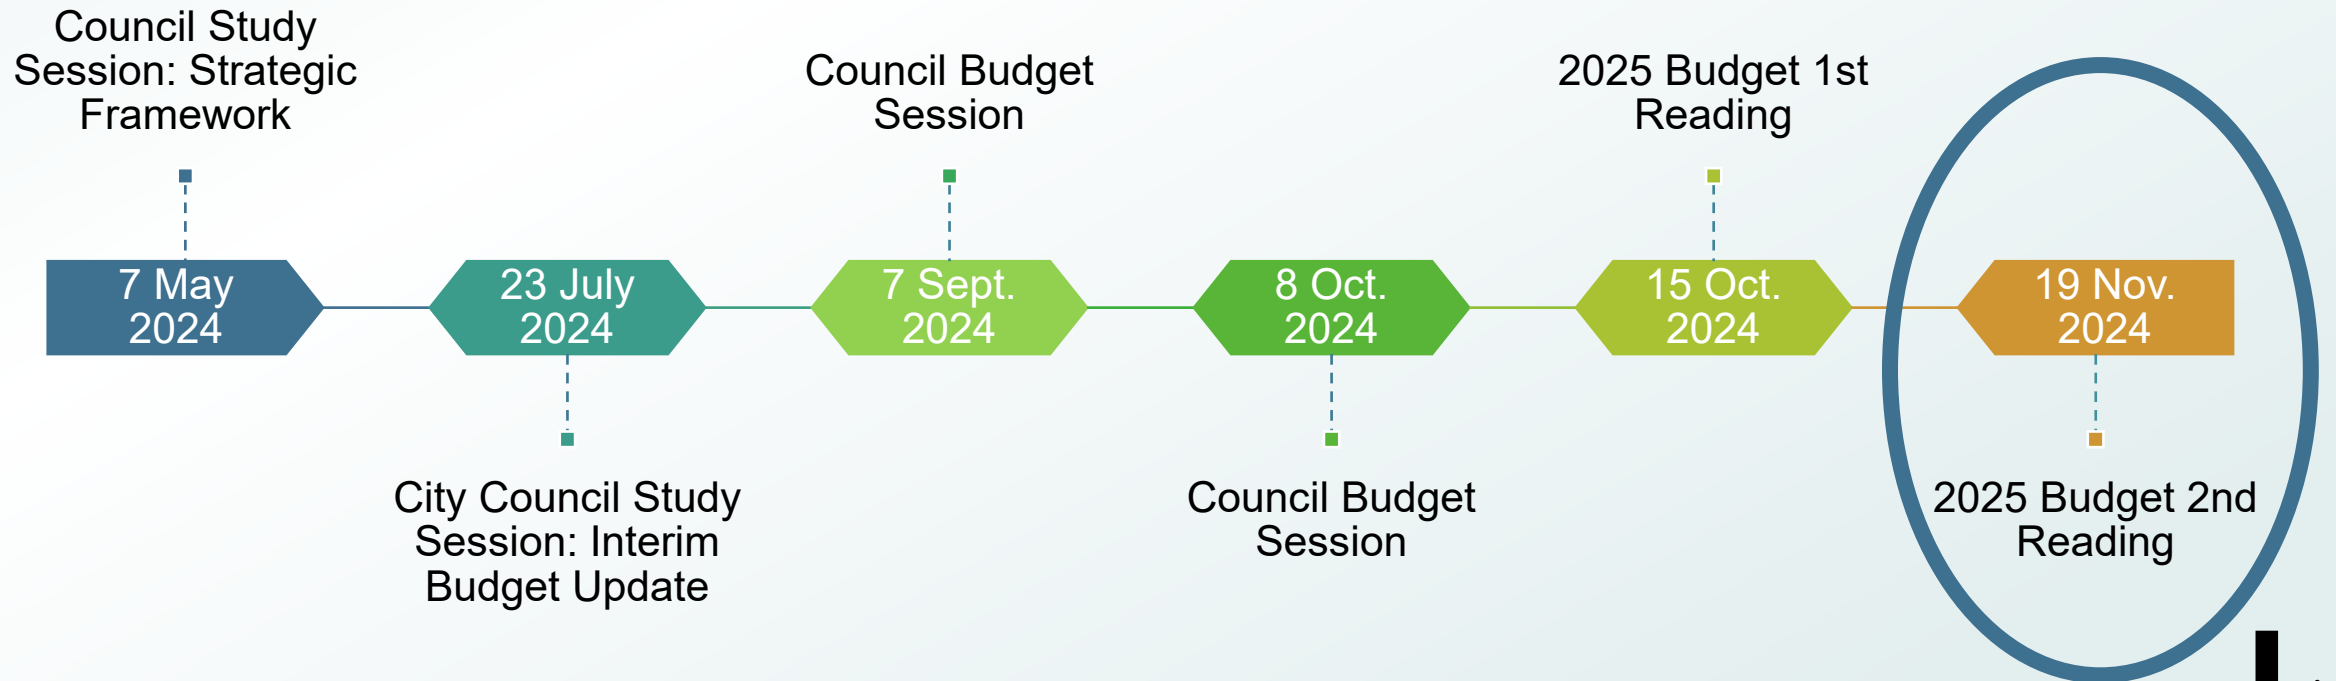 Council Study
Session: Strategic
Framework
Council Budget
Session
2025 Budget 1st
Reading
7 May
2024
23 July
2024
7 Sept.
2024
8 Oct.
2024
15 Oct.
2024
19 Nov.
2024
City Council Study
Session: Interim
Budget Update
Council Budget
Session
2025 Budget 2nd
Reading